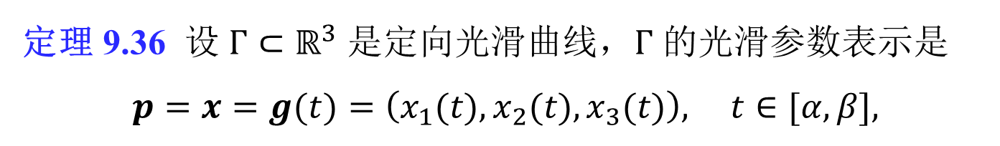 定理 9.36 设 Γ ⊂ ℝ³ 是定向光滑曲线，Γ 的光滑参数表示是
𝒑 = 𝒙 = 𝒈(𝑡) = (𝑥₁(𝑡), 𝑥₂(𝑡), 𝑥₃(𝑡)), 𝑡 ∈ [𝛼, 𝛽],